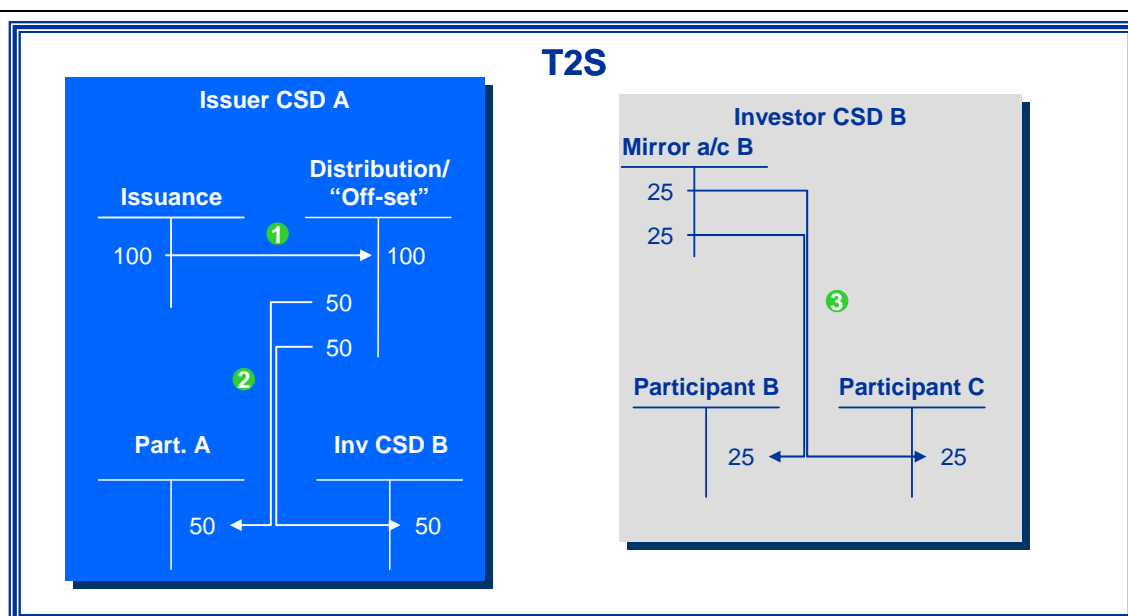 T2S
Issuer CSD A
Issuance
Distribution/
“Off-set”
1
100
100
50
50
2
Part. A
Inv CSD B
50
50
Investor CSD B
Mirror a/c B
25
25
3
Participant B
Participant C
25
25